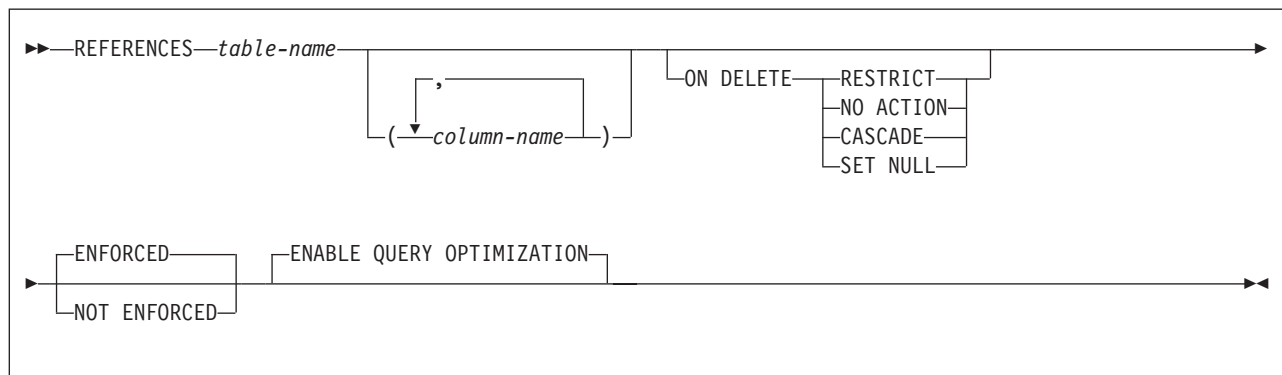 REFERENCES table-name
,
( column-name )
ON DELETE RESTRICT
NO ACTION
CASCADE
SET NULL
ENFORCED
NOT ENFORCED
ENABLE QUERY OPTIMIZATION